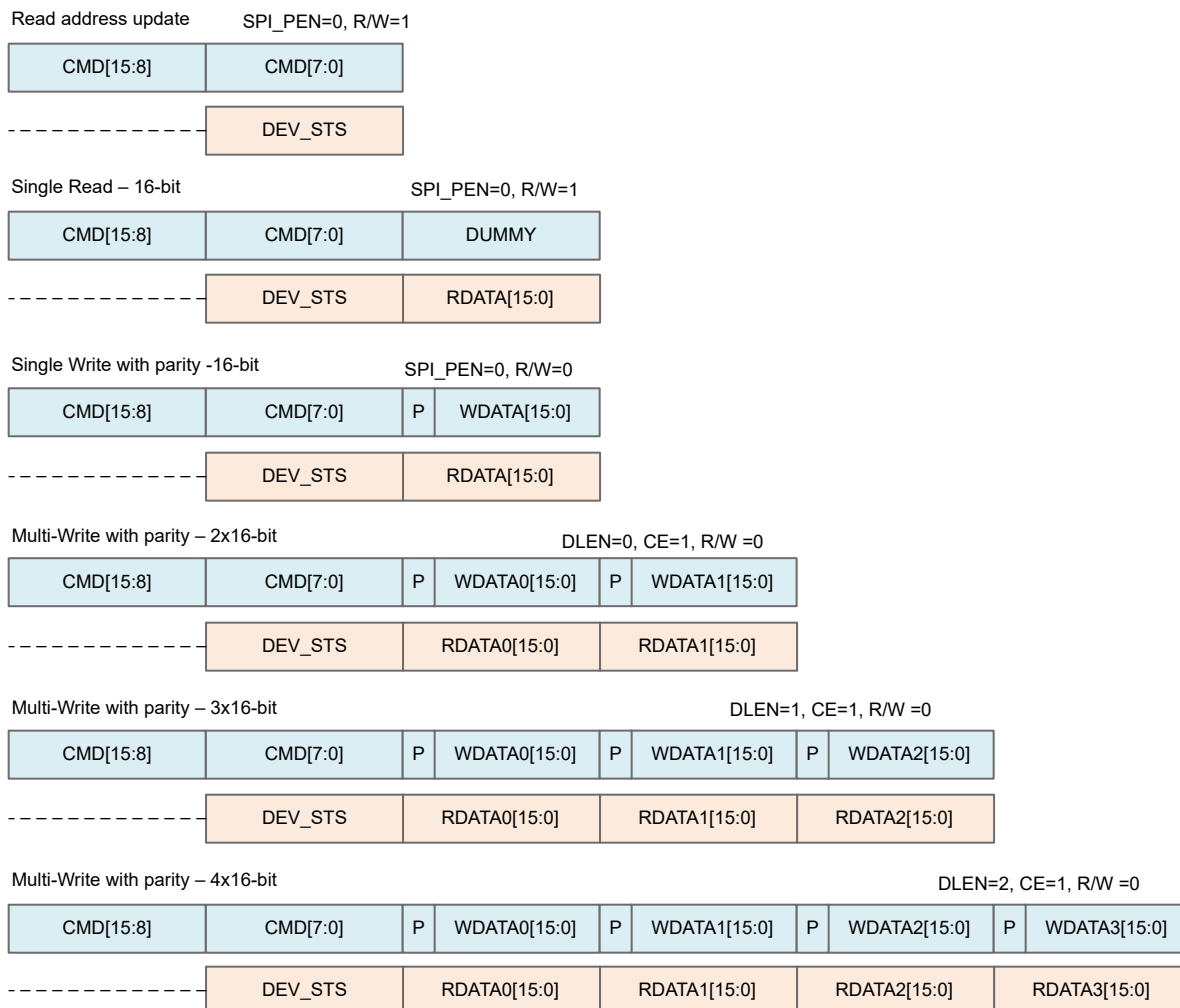 Read address update SPI_PEN=0, R/W=1
CMD[15:8] CMD[7:0]
DEV_STS
Single Read – 16-bit SPI_PEN=0, R/W=1
CMD[15:8] CMD[7:0] DUMMY
DEV_STS RDATA[15:0]
Single Write with parity -16-bit SPI_PEN=0, R/W=0
CMD[15:8] CMD[7:0] P WDATA[15:0]
DEV_STS RDATA[15:0]
Multi-Write with parity – 2x16-bit DLEN=0, CE=1, R/W =0
CMD[15:8] CMD[7:0] P WDATA0[15:0] P WDATA1[15:0]
DEV_STS RDATA0[15:0] RDATA1[15:0]
Multi-Write with parity – 3x16-bit DLEN=1, CE=1, R/W =0
CMD[15:8] CMD[7:0] P WDATA0[15:0] P WDATA1[15:0] P WDATA2[15:0]
DEV_STS RDATA0[15:0] RDATA1[15:0] RDATA2[15:0]
Multi-Write with parity – 4x16-bit DLEN=2, CE=1, R/W =0
CMD[15:8] CMD[7:0] P WDATA0[15:0] P WDATA1[15:0] P WDATA2[15:0] P WDATA3[15:0]
DEV_STS RDATA0[15:0] RDATA1[15:0] RDATA2[15:0] RDATA3[15:0]